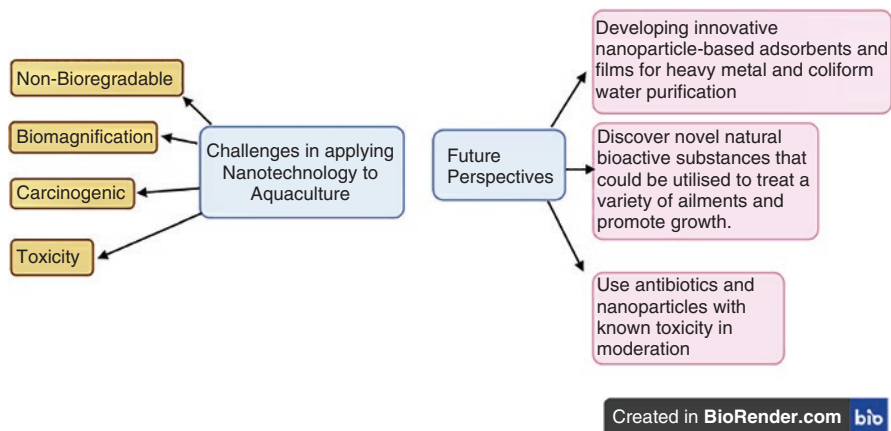 Non-Bioregradable
Biomagnification
Carcinogenic
Toxicity
Challenges in applying
Nanotechnology to
Aquaculture
Future
Perspectives
Developing innovative
nanoparticle-based adsorbents and
films for heavy metal and coliform
water purification
Discover novel natural
bioactive substances that
could be utilised to treat a
variety of ailments and
promote growth.
Use antibiotics and
nanoparticles with
known toxicity in
moderation
Created in BioRender.com bio